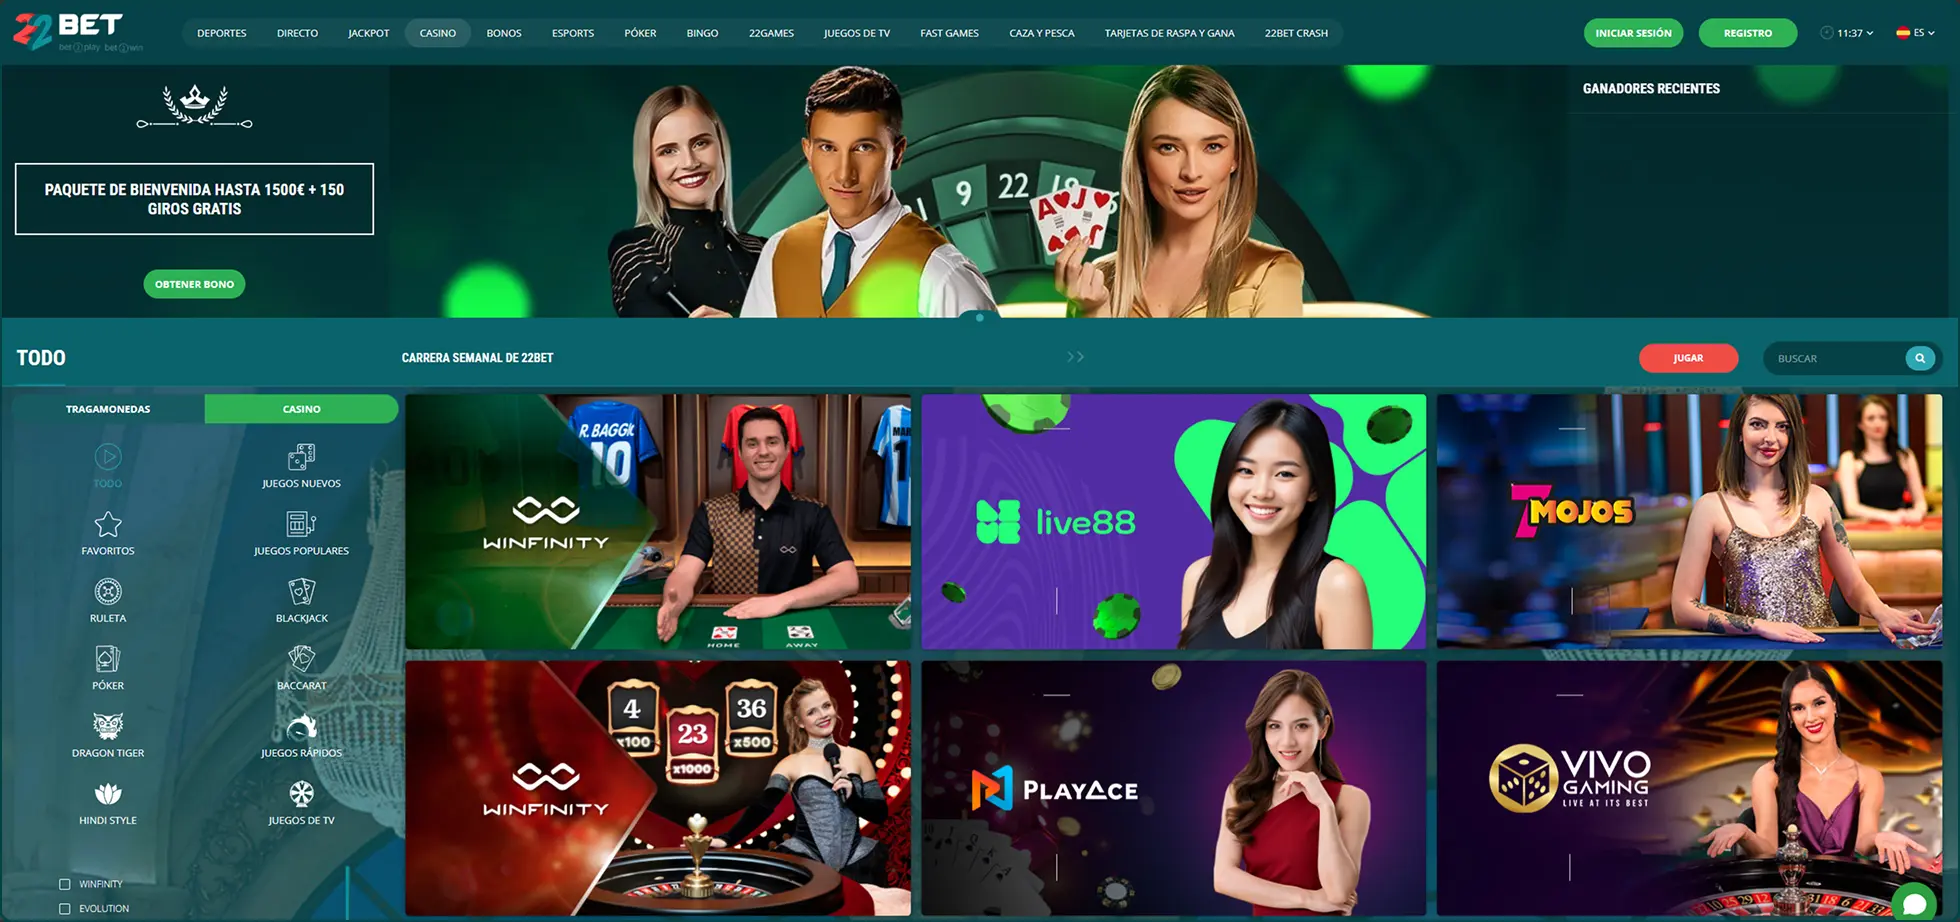 22 BET
bet play bet win
DEPORTES
DIRECTO
JACKPOT
CASINO
BONOS
ESPORTS
PÓKER
BINGO
22GAMES
JUEGOS DE TV
FAST GAMES
CAZA Y PESCA
TARJETAS DE RASPA Y GANA
22BET CRASH
INICIAR SESIÓN
REGISTRO
11:37
ES
PAQUETE DE BIENVENIDA HASTA 1500€ + 150
GIROS GRATIS
OBTENER BONO
9 22
A J
J
GANADORES RECIENTES
TODO
CARRERA SEMANAL DE 22BET
JUGAR
BUSCAR
TRAGAMONEDAS
CASINO
TODO
JUEGOS NUEVOS
FAVORITOS
JUEGOS POPULARES
RULETA
BLACKJACK
PÓKER
BACCARAT
DRAGON TIGER
JUEGOS RÁPIDOS
HINDI STYLE
JUEGOS DE TV
WINFINITY
EVOLUTION
R.BAGGIO
10
WINFINITY
HOME
AWAY
live88
7 MOJOS
4
x100
23
x1000
36
x500
WINFINITY
PLAYACE
VIVO
GAMING
LIVE AT ITS BEST